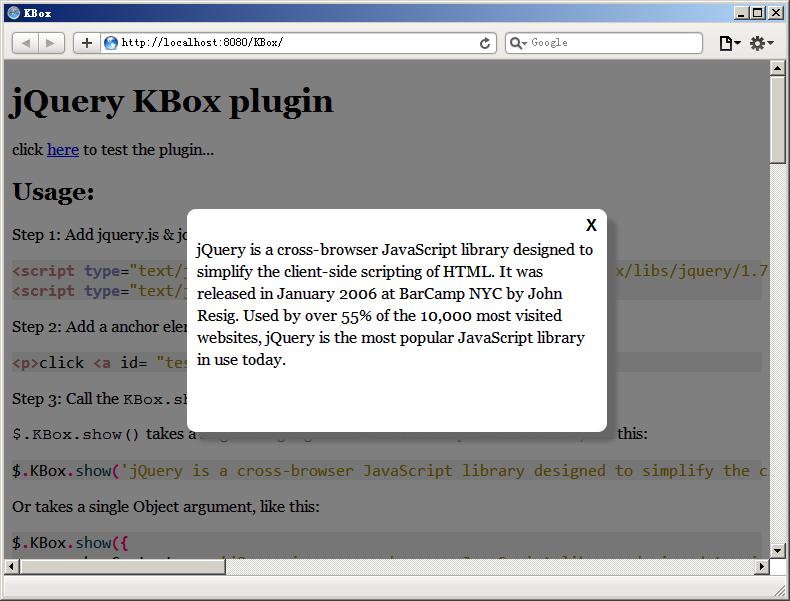 KBox
http://localhost:8080/KBox/
Google
jQuery KBox plugin
click here to test the plugin...
Usage:
Step 1: Add jquery.js &
<script type="text/j x/libs/jquery/1.7
<script type="text/j
Step 2: Add a anchor
<p>click <a id= "tes
Step 3: Call the KBox.sh
$.KBox.show() takes a this:
$.KBox.show('jQuery is a cross-browser JavaScript library designed to simplify the c
Or takes a single Object argument, like this:
$.KBox.show({
X
jQuery is a cross-browser JavaScript library designed to
simplify the client-side scripting of HTML. It was
released in January 2006 at BarCamp NYC by John
Resig. Used by over 55% of the 10,000 most visited
websites, jQuery is the most popular JavaScript library
in use today.